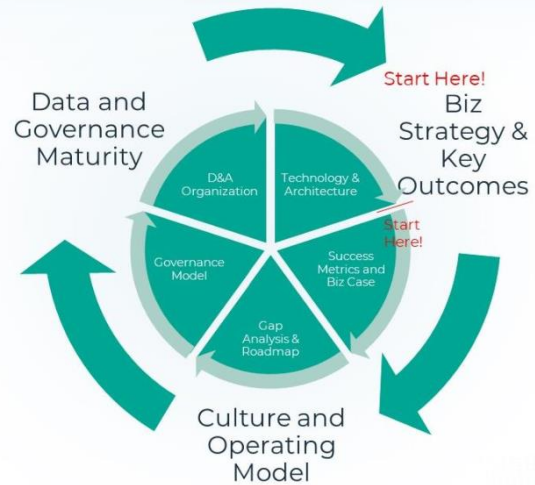 Start Here!
Biz
Strategy &
Key
Outcomes
Data and
Governance
Maturity
D&A
Organization
Technology &
Architecture
Start
Here!
Governance
Model
Success
Metrics and
Biz Case
Gap
Analysis &
Roadmap
Culture and
Operating
Model